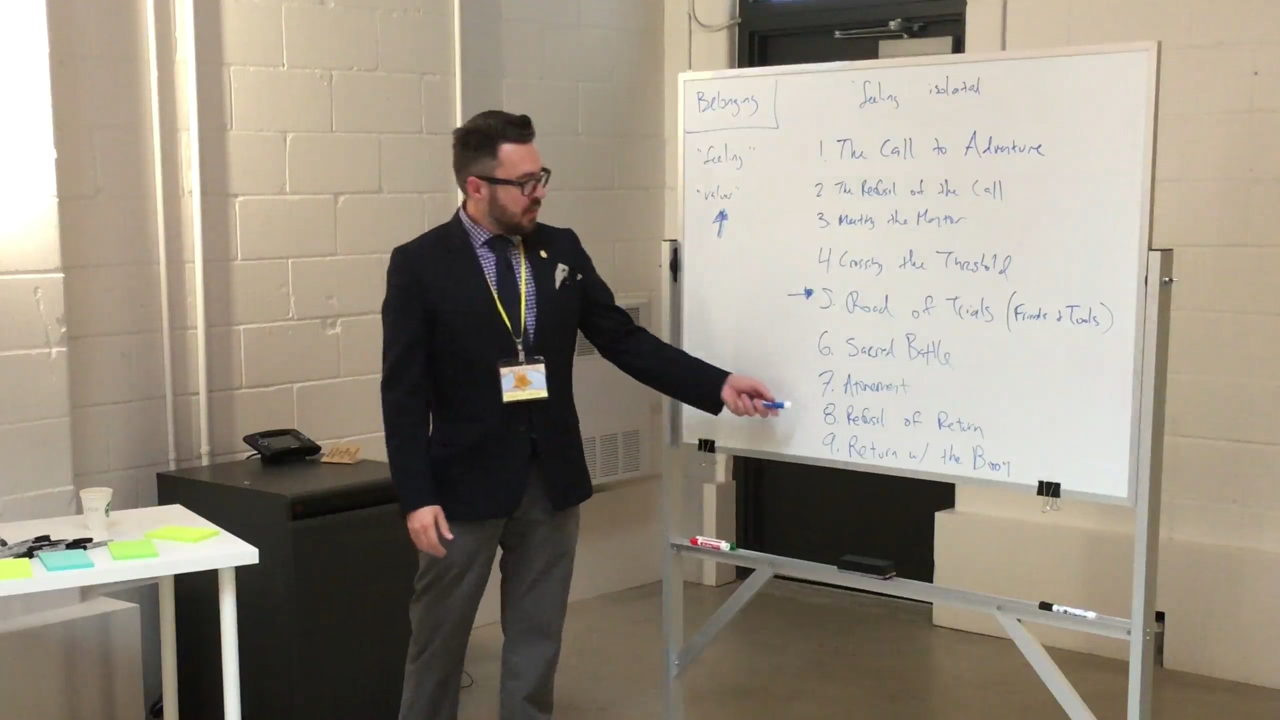 Belonging
"feeling"
"value"
feeling isolated
1. The Call to Adventure
2 The Refusil of the Call
3. Meeting the Mentor
4 Crossing the Threshold
5. Road of Trials (Friends & Tools)
6. Sacred Battle
7. Atonement
8. Refusil of Return
9. Return w/ the Boon